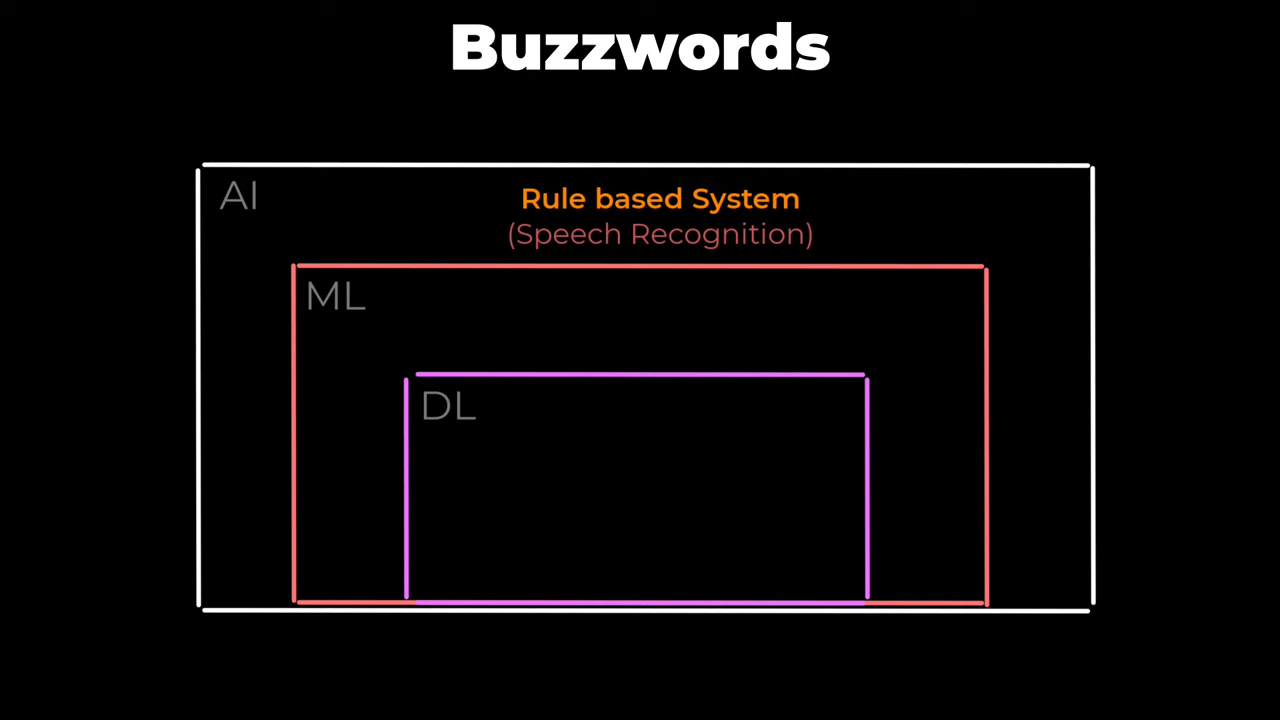 Buzzwords
AI
Rule based System
(Speech Recognition)
ML
DL